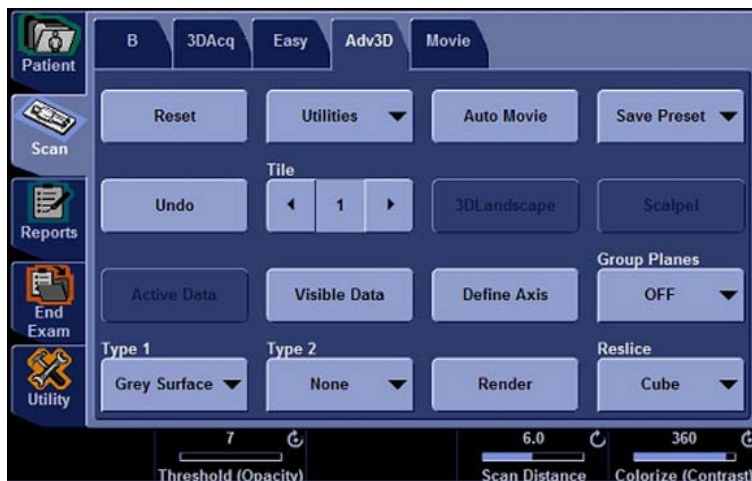 Patient
B
3DAcq
Easy
Adv3D
Movie
Reset
Utilities
Auto Movie
Save Preset
Scan
Tile
Undo
1
3DLandscape
Scalpel
Reports
Group Planes
Active Data
Visible Data
Define Axis
OFF
End
Exam
Type 1
Type 2
Reslice
Grey Surface
None
Render
Cube
Utility
7
6.0
360
Threshold (Opacity)
Scan Distance
Colorize (Contrast)